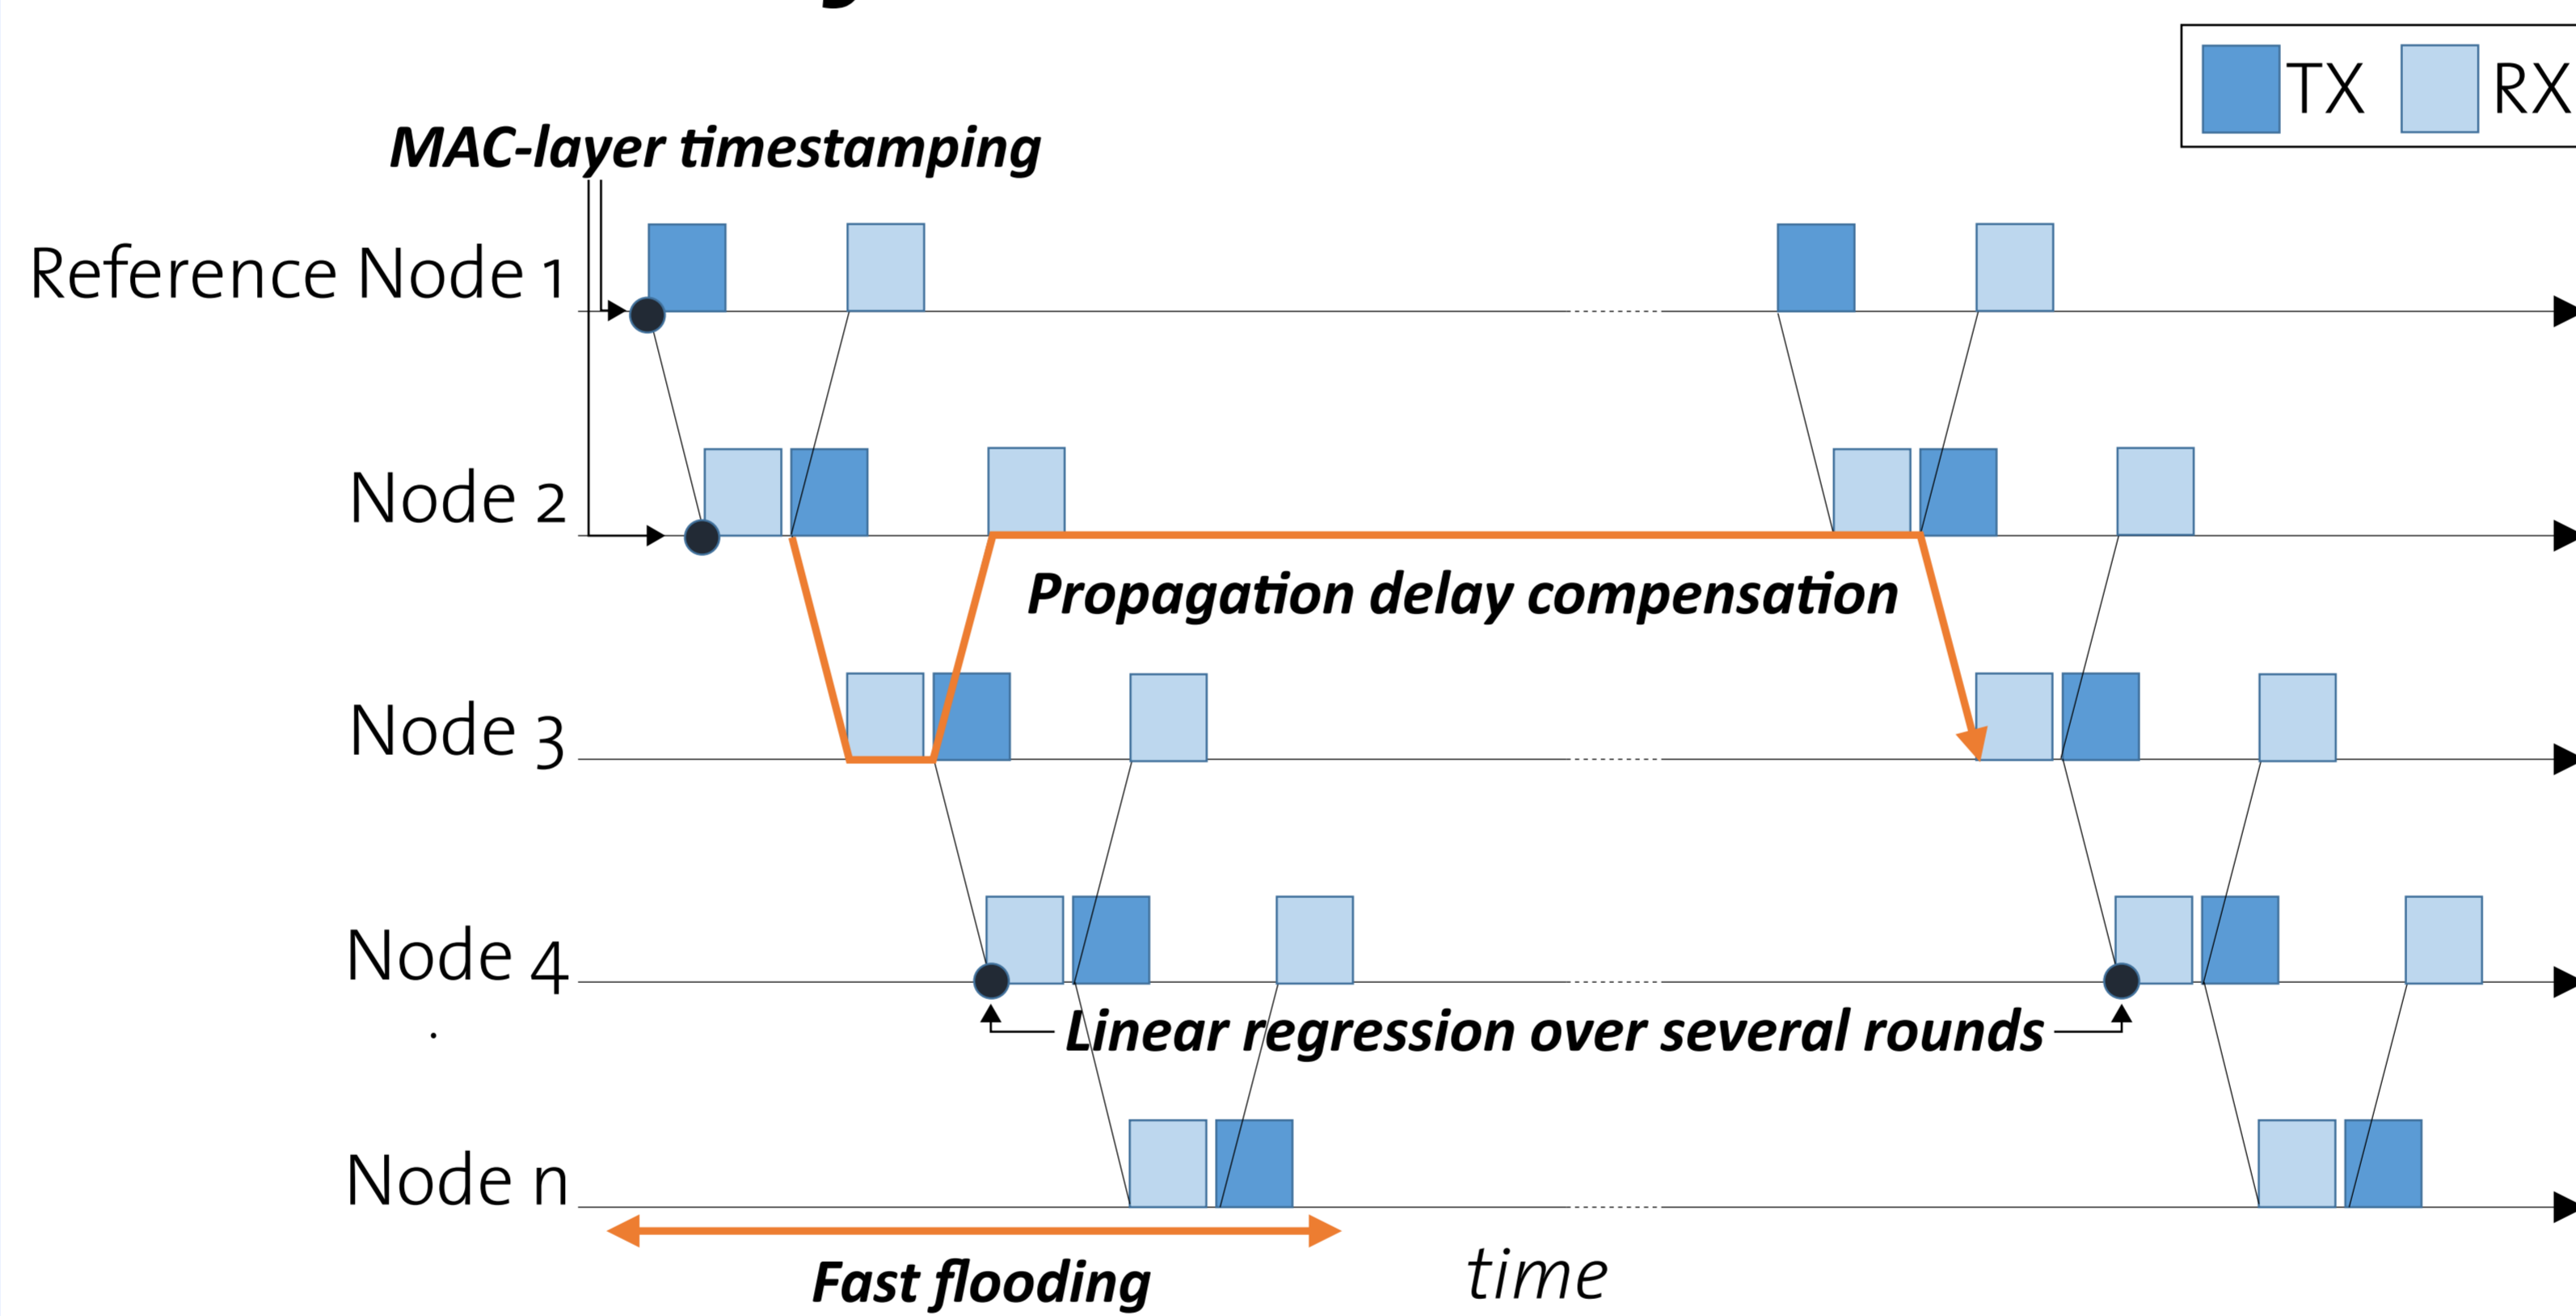 TX RX
MAC-layer timestamping
Reference Node 1
Node 2
Propagation delay compensation
Node 3
Node 4
.
Linear regression over several rounds
Node n
Fast flooding
time